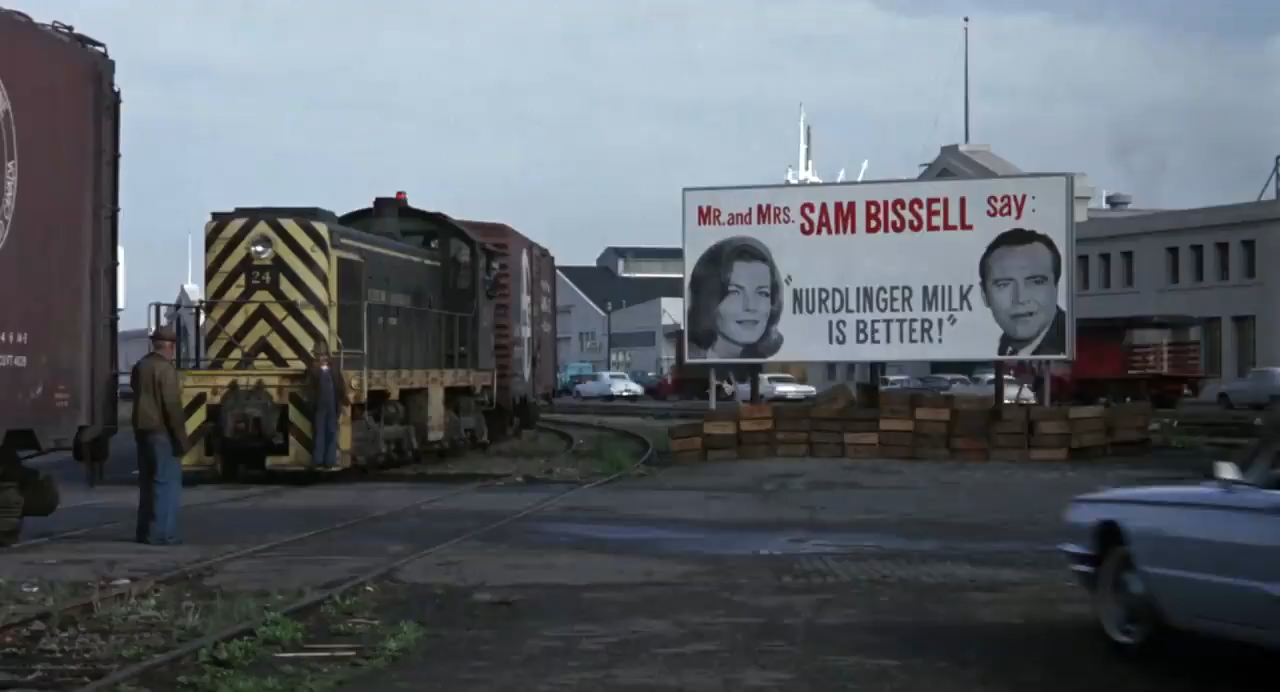 MR. and MRS. SAM BISSELL say:
"NURDLINGER MILK
IS BETTER!"
24